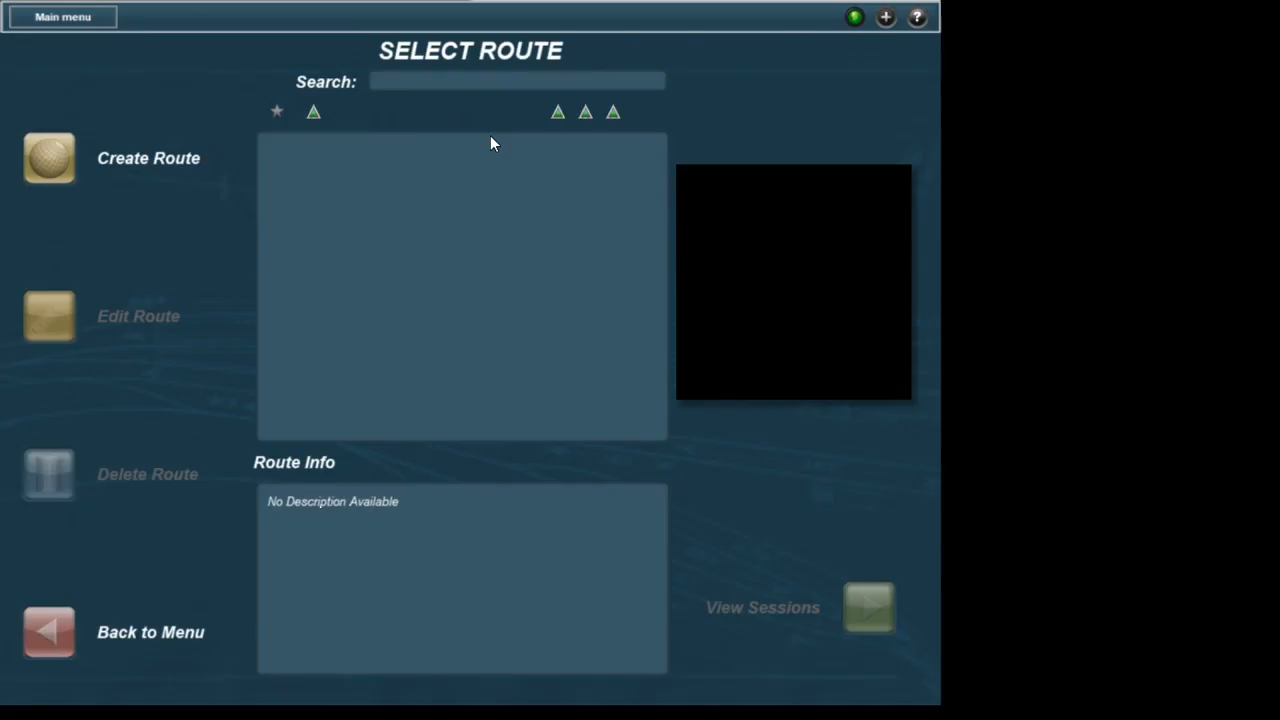 Main menu
SELECT ROUTE
Search:
Create Route
Edit Route
Delete Route
Route Info
No Description Available
View Sessions
Back to Menu